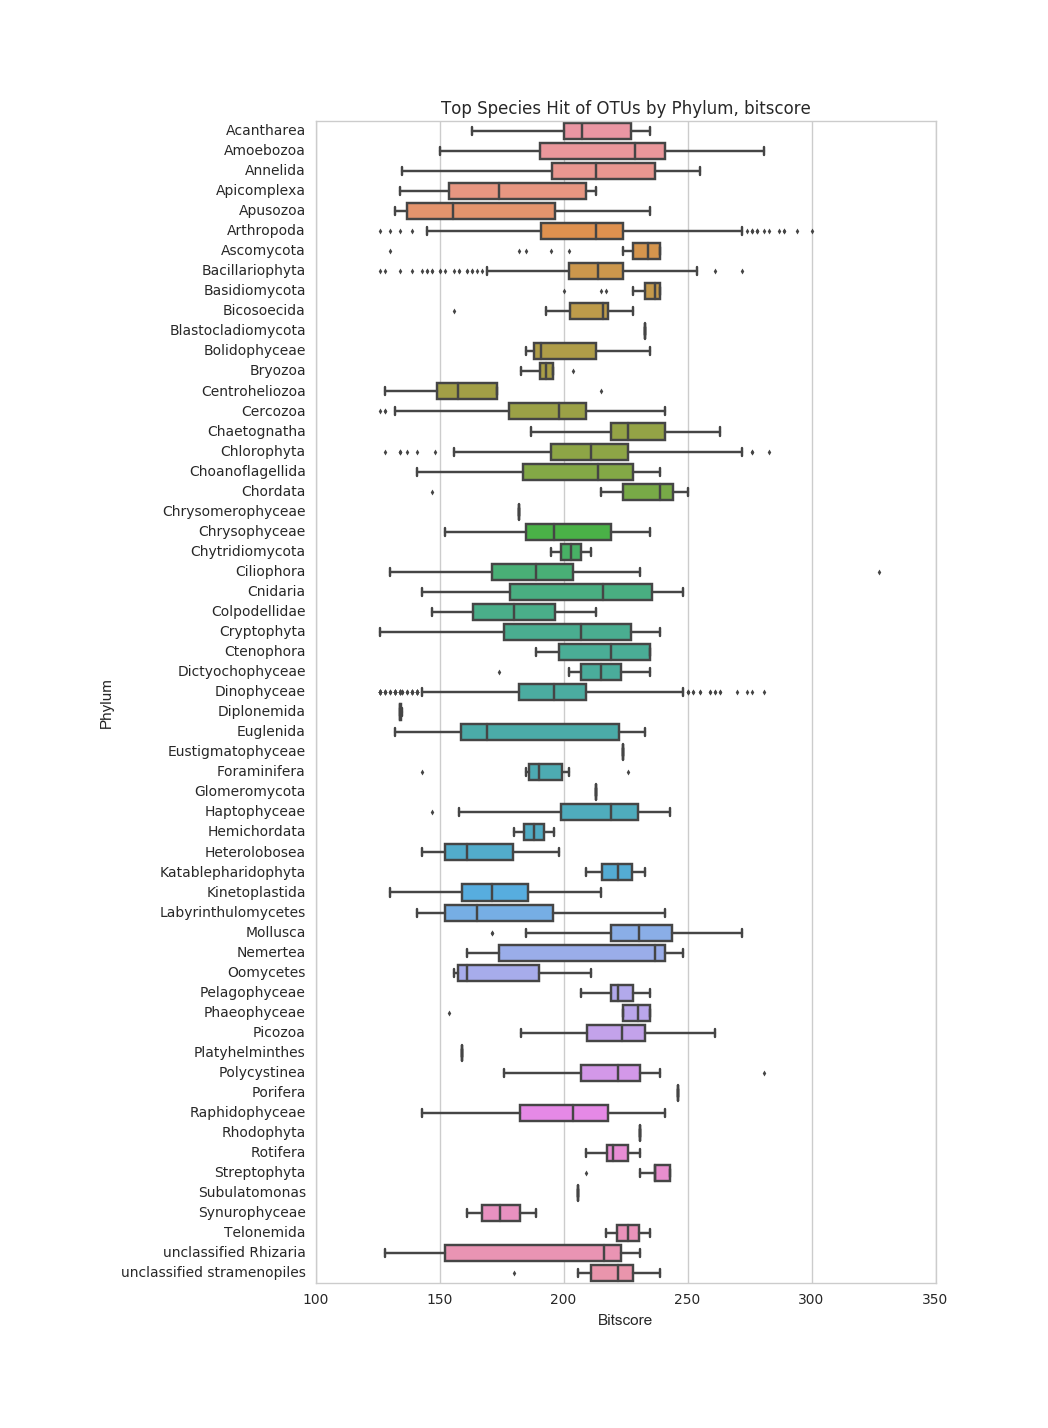 Top Species Hit of OTUs by Phylum, bitscore
Acantharea
Amoebozoa
Annelida
Apicomplexa
Apusozoa
Arthropoda
Ascomycota
Bacillariophyta
Basidiomycota
Bicosoecida
Blastocladiomycota
Bolidophyceae
Bryozoa
Centroheliozoa
Cercozoa
Chaetognatha
Chlorophyta
Choanoflagellida
Chordata
Chrysomerophyceae
Chrysophyceae
Chytridiomycota
Ciliophora
Cnidaria
Colpodellidae
Cryptophyta
Ctenophora
Dictyochophyceae
Dinophyceae
Diplonemida
Euglenida
Eustigmatophyceae
Foraminifera
Glomeromycota
Haptophyceae
Hemichordata
Heterolobosea
Katablepharidophyta
Kinetoplastida
Labyrinthulomycetes
Mollusca
Nemertea
Oomycetes
Pelagophyceae
Phaeophyceae
Picozoa
Platyhelminthes
Polycystinea
Porifera
Raphidophyceae
Rhodophyta
Rotifera
Streptophyta
Subulatomonas
Synurophyceae
Telonemida
unclassified Rhizaria
unclassified stramenopiles
Phylum
100 150 200 250 300 350
Bitscore